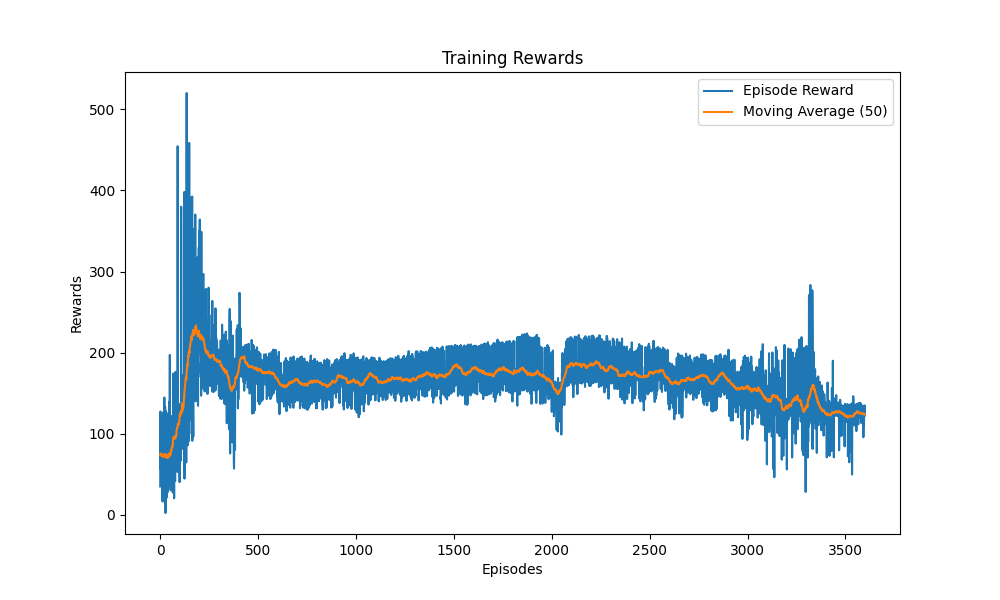 Training Rewards
Episode Reward
Moving Average (50)
Rewards
500
400
300
200
100
0
0 500 1000 1500 2000 2500 3000 3500
Episodes